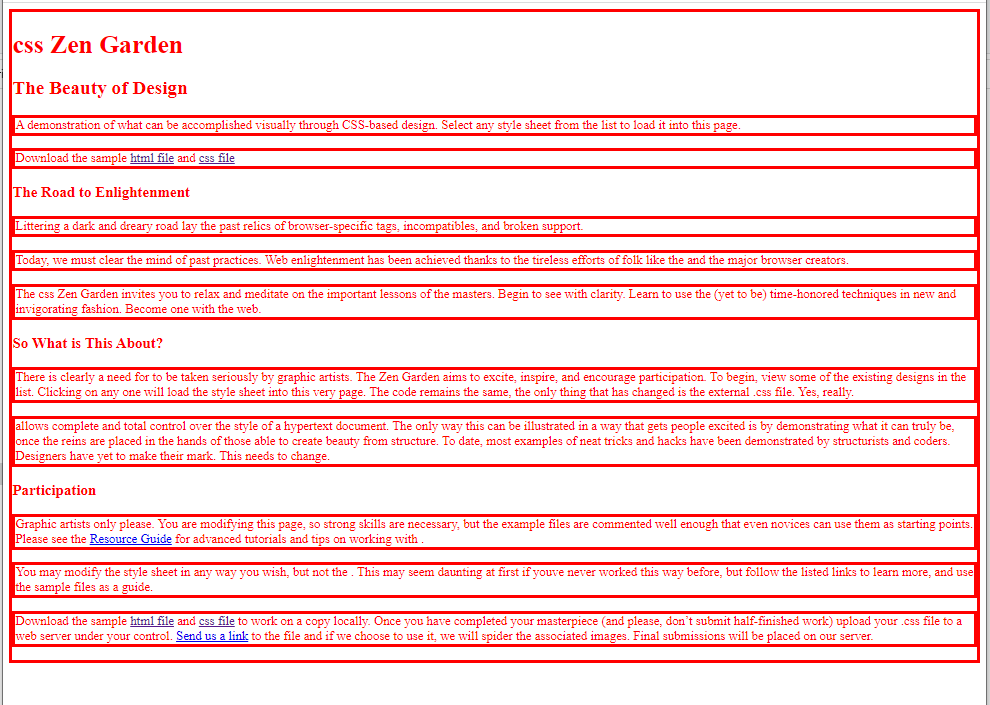 css Zen Garden
The Beauty of Design
A demonstration of what can be accomplished visually through CSS-based design. Select any style sheet from the list to load it into this page.
Download the sample html file and css file
The Road to Enlightenment
Littering a dark and dreary road lay the past relics of browser-specific tags, incompatibles, and broken support.
Today, we must clear the mind of past practices. Web enlightenment has been achieved thanks to the tireless efforts of folk like the and the major browser creators.
The css Zen Garden invites you to relax and meditate on the important lessons of the masters. Begin to see with clarity. Learn to use the (yet to be) time-honored techniques in new and
invigorating fashion. Become one with the web.
So What is This About?
There is clearly a need for to be taken seriously by graphic artists. The Zen Garden aims to excite, inspire, and encourage participation. To begin, view some of the existing designs in the
list. Clicking on any one will load the style sheet into this very page. The code remains the same, the only thing that has changed is the external .css file. Yes, really.
allows complete and total control over the style of a hypertext document. The only way this can be illustrated in a way that gets people excited is by demonstrating what it can truly be,
once the reins are placed in the hands of those able to create beauty from structure. To date, most examples of neat tricks and hacks have been demonstrated by structurists and coders.
Designers have yet to make their mark. This needs to change.
Participation
Graphic artists only please. You are modifying this page, so strong skills are necessary, but the example files are commented well enough that even novices can use them as starting points.
Please see the Resource Guide for advanced tutorials and tips on working with .
You may modify the style sheet in any way you wish, but not the . This may seem daunting at first if youve never worked this way before, but follow the listed links to learn more, and use
the sample files as a guide.
Download the sample html file and css file to work on a copy locally. Once you have completed your masterpiece (and please, don’t submit half-finished work) upload your .css file to a
web server under your control. Send us a link to the file and if we choose to use it, we will spider the associated images. Final submissions will be placed on our server.